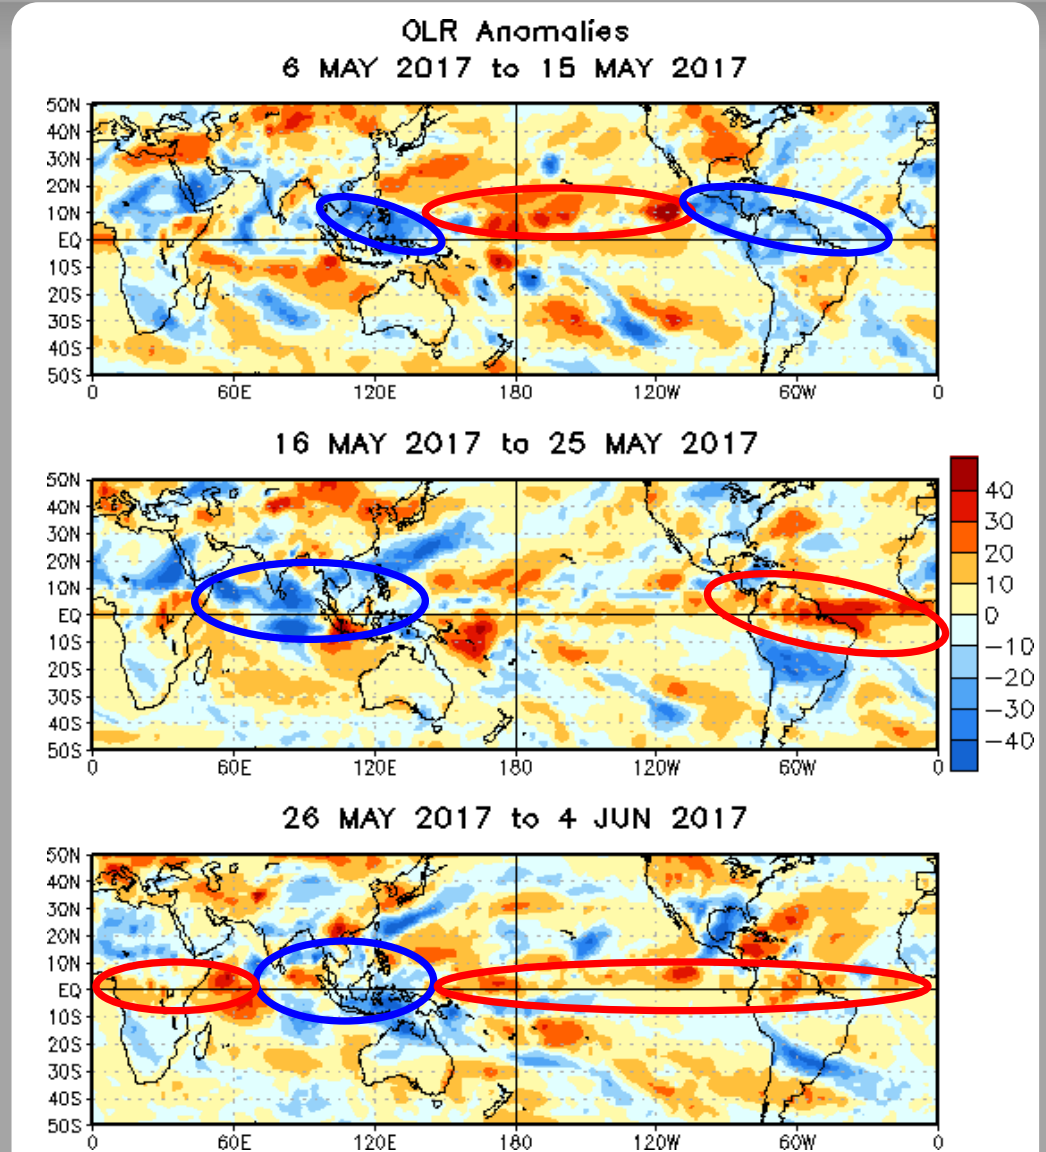 OLR Anomalies
6 MAY 2017 to 15 MAY 2017
50N
40N
30N
20N
10N
EQ
10S
20S
30S
40S
50S
0 60E 120E 180 120W 60W 0
16 MAY 2017 to 25 MAY 2017
50N
40N
30N
20N
10N
EQ
10S
20S
30S
40S
50S
0 60E 120E 180 120W 60W 0
40
30
20
10
0
−10
−20
−30
−40
26 MAY 2017 to 4 JUN 2017
50N
40N
30N
20N
10N
EQ
10S
20S
30S
40S
50S
0 60E 120E 180 120W 60W 0